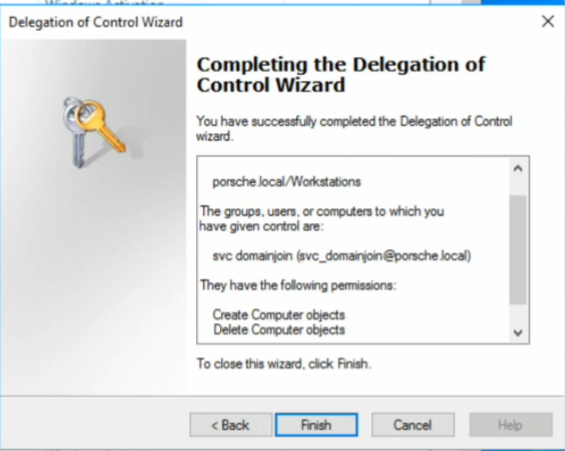 Windows Activation
Delegation of Control Wizard
Completing the Delegation of
Control Wizard
You have successfully completed the Delegation of Control
wizard.
porsche.local/Workstations
The groups, users, or computers to which you
have given control are:
svc domainjoin (svc_domainjoin@porsche.local)
They have the following permissions:
Create Computer objects
Delete Computer objects
To close this wizard, click Finish.
< Back
Finish
Cancel
Help